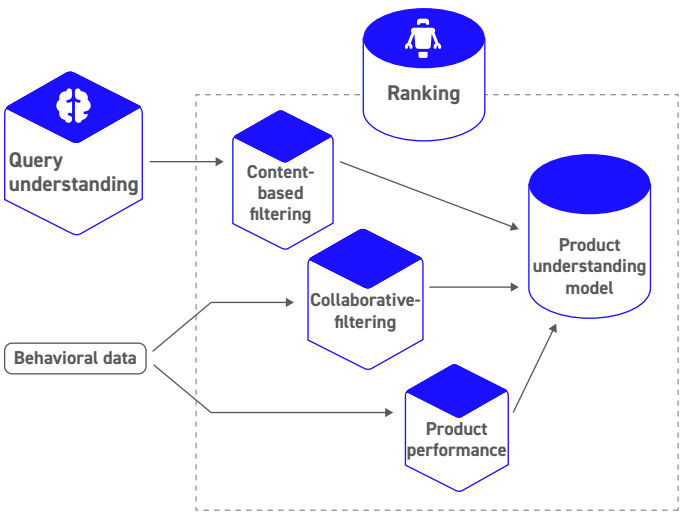 Ranking
Query
understanding
Content-
based
filtering
Product
understanding
model
Collaborative-
filtering
Behavioral data
Product
performance